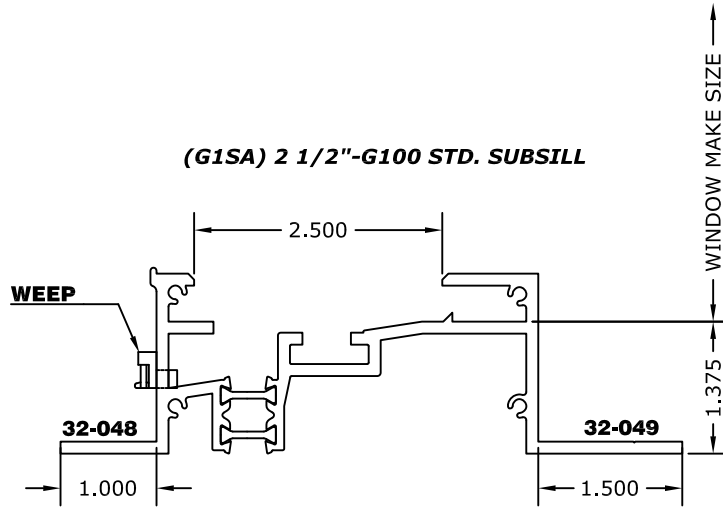 WINDOW MAKE SIZE
(G1SA) 2 1/2"-G100 STD. SUBSILL
2.500
WEEP
1.375
32-048
32-049
1.000
1.500